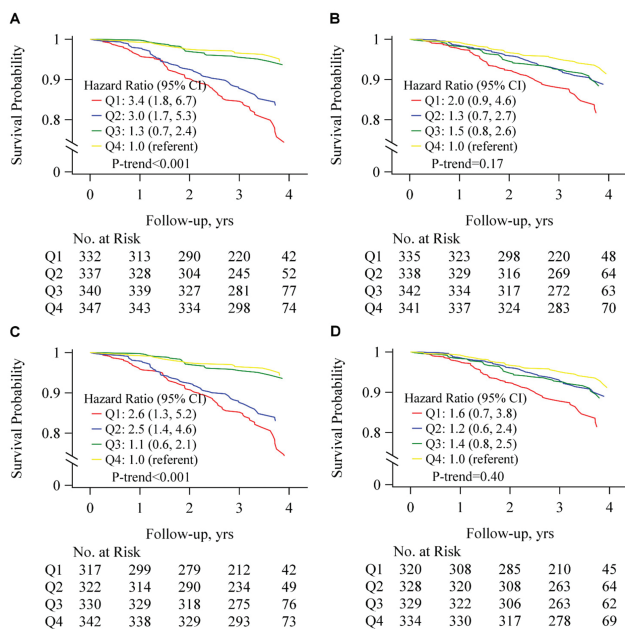 A
Survival Probability
1
0.9
0.8
0
Hazard Ratio (95% CI)
Q1: 3.4 (1.8, 6.7)
Q2: 3.0 (1.7, 5.3)
Q3: 1.3 (0.7, 2.4)
Q4: 1.0 (referent)
P-trend<0.001
0 1 2 3 4
Follow-up, yrs
No. at Risk
Q1 332 313 290 220 42
Q2 337 328 304 245 52
Q3 340 339 327 281 77
Q4 347 343 334 298 74
B
Survival Probability
1
0.9
0.8
0
Hazard Ratio (95% CI)
Q1: 2.0 (0.9, 4.6)
Q2: 1.3 (0.7, 2.7)
Q3: 1.5 (0.8, 2.6)
Q4: 1.0 (referent)
P-trend=0.17
0 1 2 3 4
Follow-up, yrs
No. at Risk
Q1 335 323 298 220 48
Q2 338 329 316 269 64
Q3 342 334 317 272 63
Q4 341 337 324 283 70
C
Survival Probability
1
0.9
0.8
0
Hazard Ratio (95% CI)
Q1: 2.6 (1.3, 5.2)
Q2: 2.5 (1.4, 4.6)
Q3: 1.1 (0.6, 2.1)
Q4: 1.0 (referent)
P-trend<0.001
0 1 2 3 4
Follow-up, yrs
No. at Risk
Q1 317 299 279 212 42
Q2 322 314 290 234 49
Q3 330 329 318 275 76
Q4 342 338 329 293 73
D
Survival Probability
1
0.9
0.8
0
Hazard Ratio (95% CI)
Q1: 1.6 (0.7, 3.8)
Q2: 1.2 (0.6, 2.4)
Q3: 1.4 (0.8, 2.5)
Q4: 1.0 (referent)
P-trend=0.40
0 1 2 3 4
Follow-up, yrs
No. at Risk
Q1 320 308 285 210 45
Q2 328 320 308 263 64
Q3 329 322 306 263 62
Q4 334 330 317 278 69